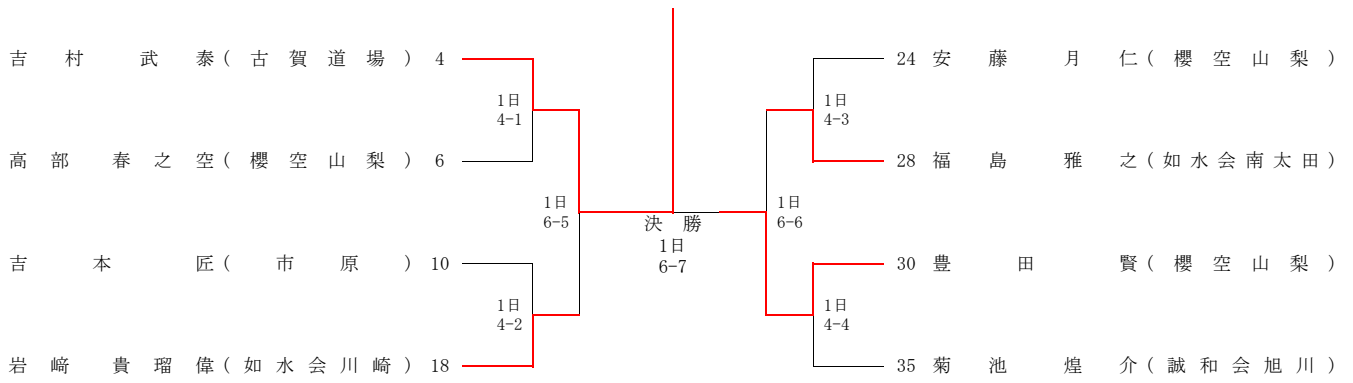 吉村武泰(古賀道場) 4
1日
4-1
高部春之空(櫻空山梨) 6
1日
6-5
吉本匠(市原) 10
1日
4-2
岩﨑貴瑠偉(如水会川崎) 18
決勝
1日
6-7
24 安藤月仁(櫻空山梨)
1日
4-3
28 福島雅之(如水会南太田)
1日
6-6
30 豊田賢(櫻空山梨)
1日
4-4
35 菊池煌介(誠和会旭川)